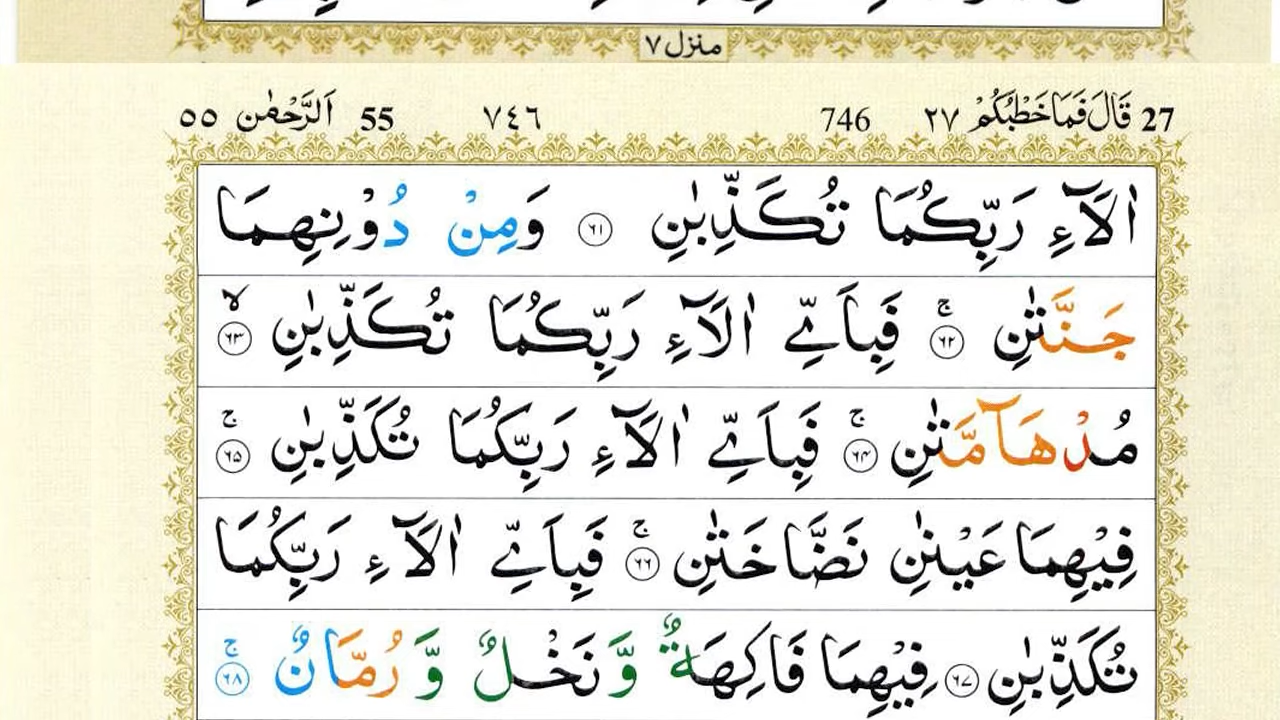 منزل ٧
27 قَالَ فَمَا خَطْبُكُمْ ٢٧ 746 ٧٤٦ 55 اَلرَّحْمٰن ٥٥
اٰلَآءِ رَبِّكُمَا تُكَذِّبٰنِ ٦١ وَمِنْ دُوْنِهِمَا
جَنَّتٰنِ ۚ ٦٢ فَبِاَيِّ اٰلَآءِ رَبِّكُمَا تُكَذِّبٰنِ ۙ ٦٣
مُدْهَآمَّتٰنِ ۚ ٦٤ فَبِاَيِّ اٰلَآءِ رَبِّكُمَا تُكَذِّبٰنِ ۚ ٦٥
فِيْهِمَا عَيْنٰنِ نَضَّاخَتٰنِ ۚ ٦٦ فَبِاَيِّ اٰلَآءِ رَبِّكُمَا
تُكَذِّبٰنِ ٦٧ فِيْهِمَا فَاكِهَةٌ وَّ نَخْلٌ وَّ رُمَّانٌ ۚ ٦٨